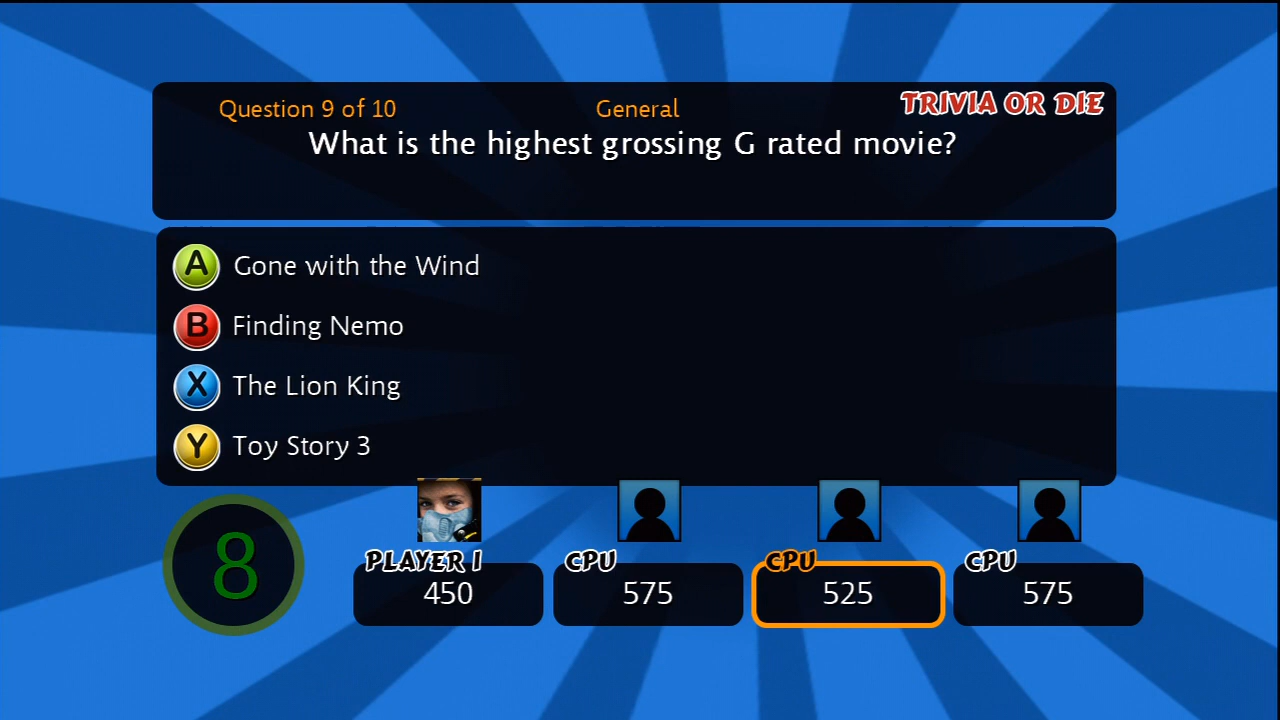 Question 9 of 10 General TRIVIA OR DIE
What is the highest grossing G rated movie?
A Gone with the Wind
B Finding Nemo
X The Lion King
Y Toy Story 3
8
PLAYER 1 CPU CPU CPU
450 575 525 575